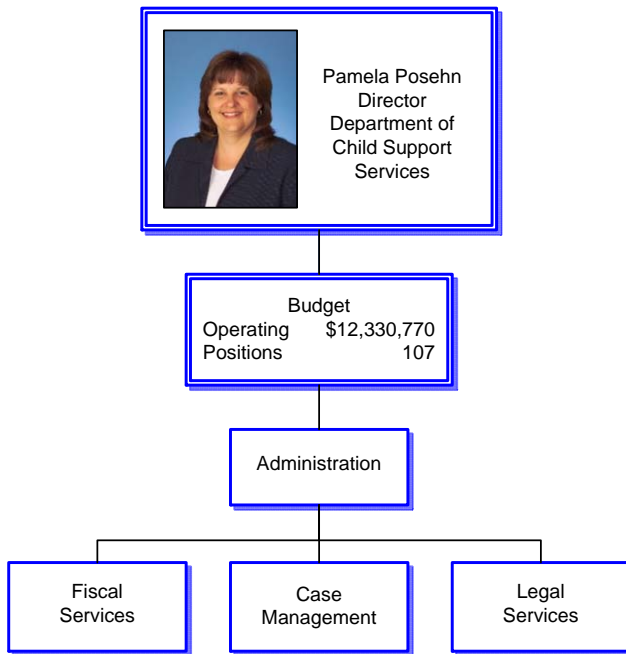 Pamela Posehn
Director
Department of
Child Support
Services
Budget
Operating $12,330,770
Positions 107
Administration
Fiscal
Services
Case
Management
Legal
Services